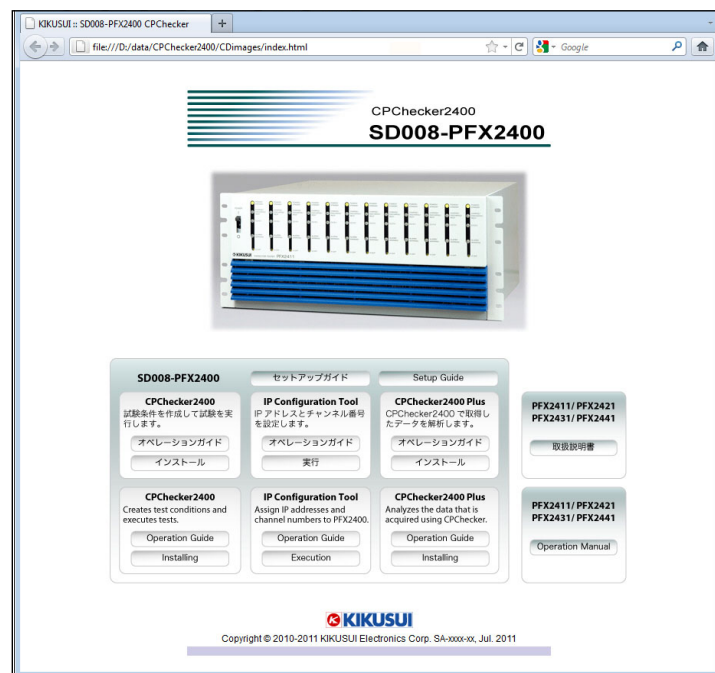 KIKUSUI :: SD008-PFX2400 CPChecker
file:///D:/data/CPChecker2400/CDimages/index.html
Google
CPChecker2400
SD008-PFX2400
KIKUSUI
PFX2411
SD008-PFX2400
セットアップガイド
Setup Guide
CPChecker2400
試験条件を作成して試験を実
行します。
オペレーションガイド
インストール
IP Configuration Tool
IP アドレスとチャンネル番号
を設定します。
オペレーションガイド
実行
CPChecker2400 Plus
CPChecker2400 で取得し
たデータを解析します。
オペレーションガイド
インストール
PFX2411/ PFX2421
PFX2431/ PFX2441
取扱説明書
CPChecker2400
Creates test conditions and
executes tests.
Operation Guide
Installing
IP Configuration Tool
Assign IP addresses and
channel numbers to PFX2400.
Operation Guide
Execution
CPChecker2400 Plus
Analyzes the data that is
acquired using CPChecker.
Operation Guide
Installing
PFX2411/ PFX2421
PFX2431/ PFX2441
Operation Manual
KIKUSUI
Copyright © 2010-2011 KIKUSUI Electronics Corp. SA-xxxx-xx, Jul. 2011